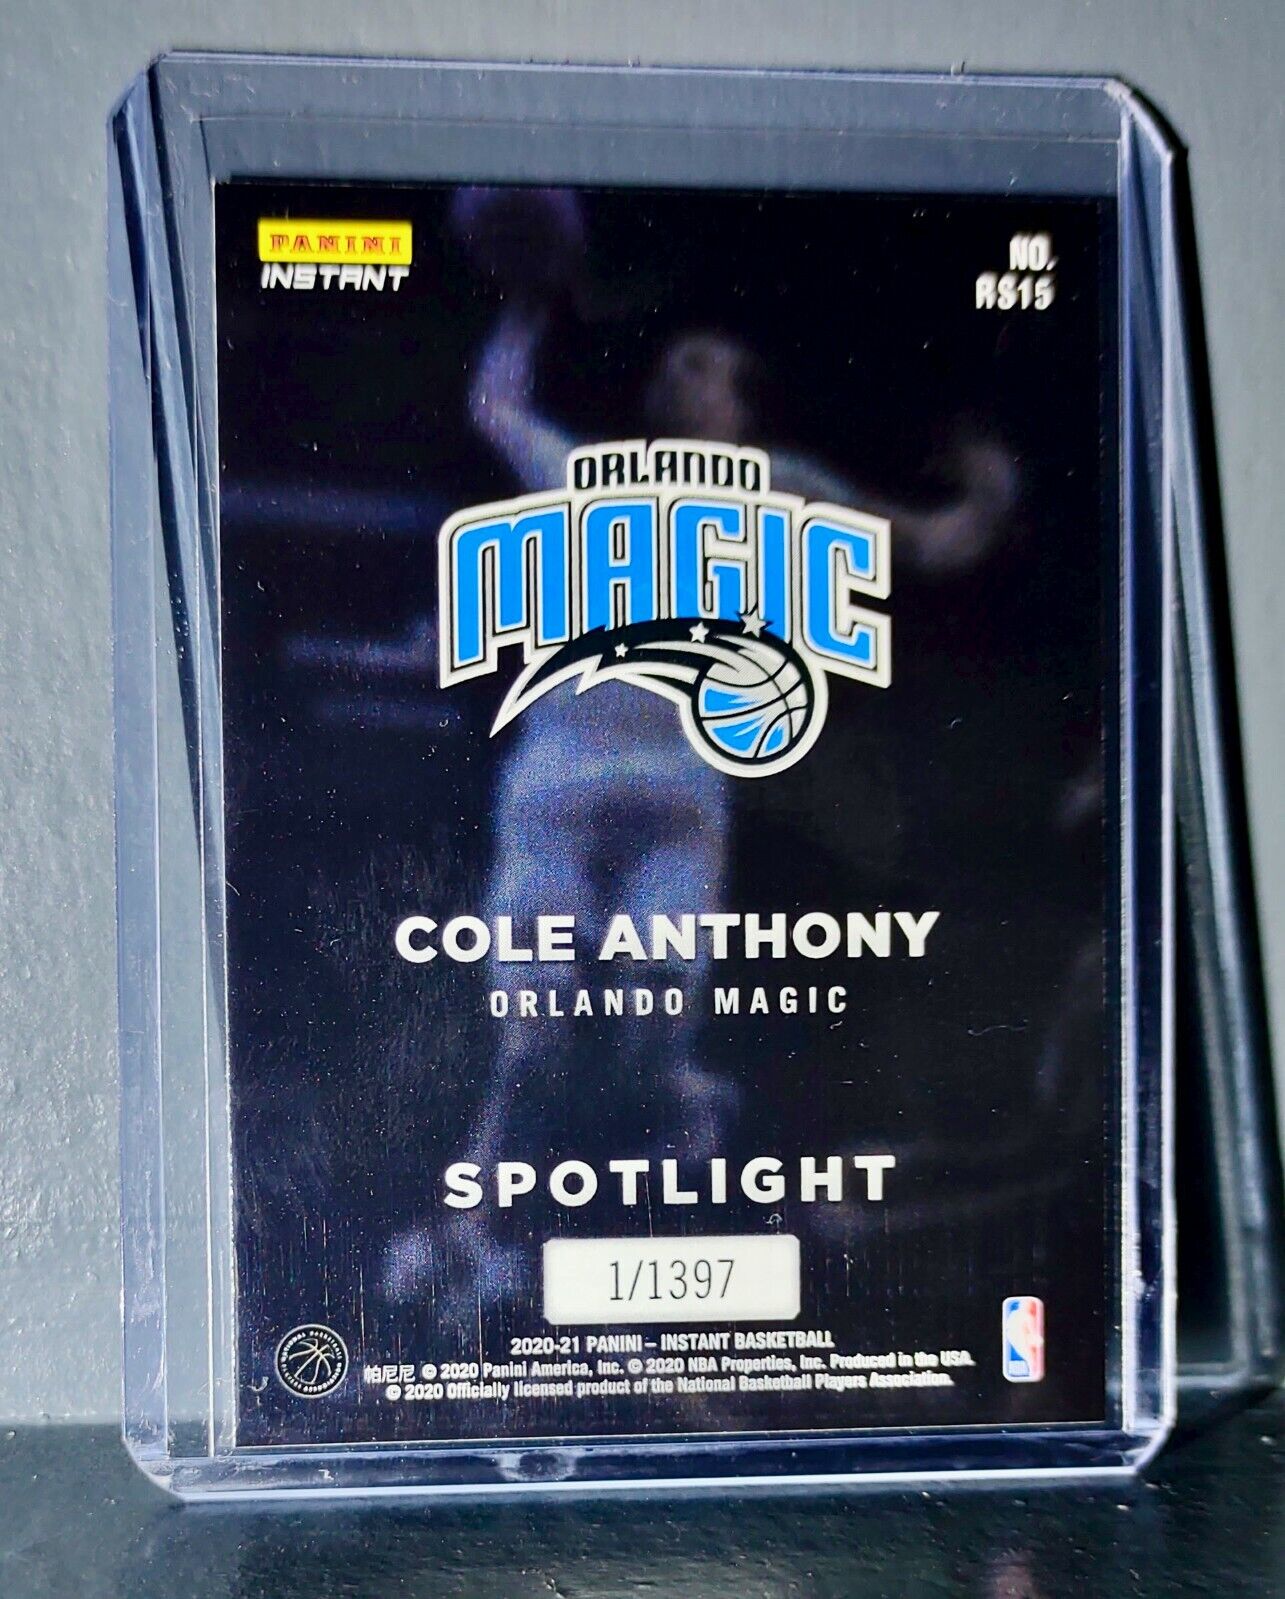 PANINI
INSTANT
NO.
RS15
ORLANDO
MAGIC
COLE ANTHONY
ORLANDO MAGIC
SPOTLIGHT
1/1397
2020-21 PANINI – INSTANT BASKETBALL
帕尼尼 © 2020 Panini America, Inc. © 2020 NBA Properties, Inc. Produced in the USA.
© 2020 Officially licensed product of the National Basketball Players Association.